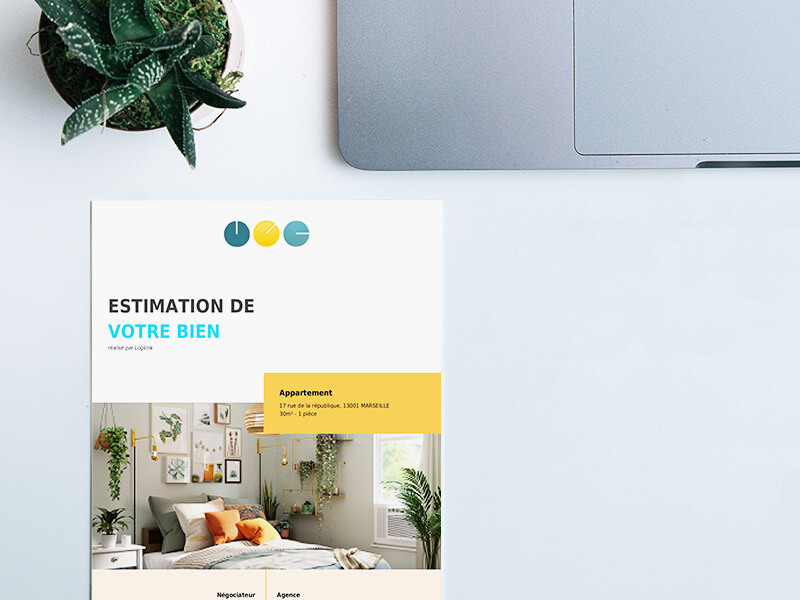 ESTIMATION DE
VOTRE BIEN
réalisé par Loglink
Appartement
17 rue de la république, 13001 MARSEILLE
30m² - 1 pièce
Négociateur
Agence